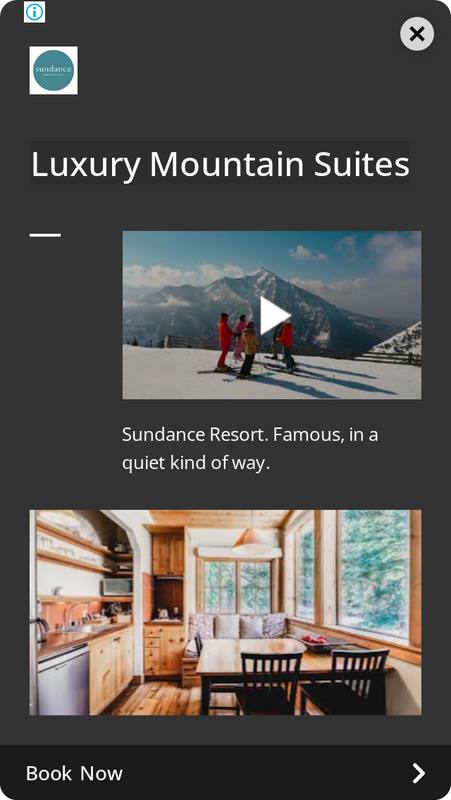 sundance
Luxury Mountain Suites
Sundance Resort. Famous, in a
quiet kind of way.
Book Now